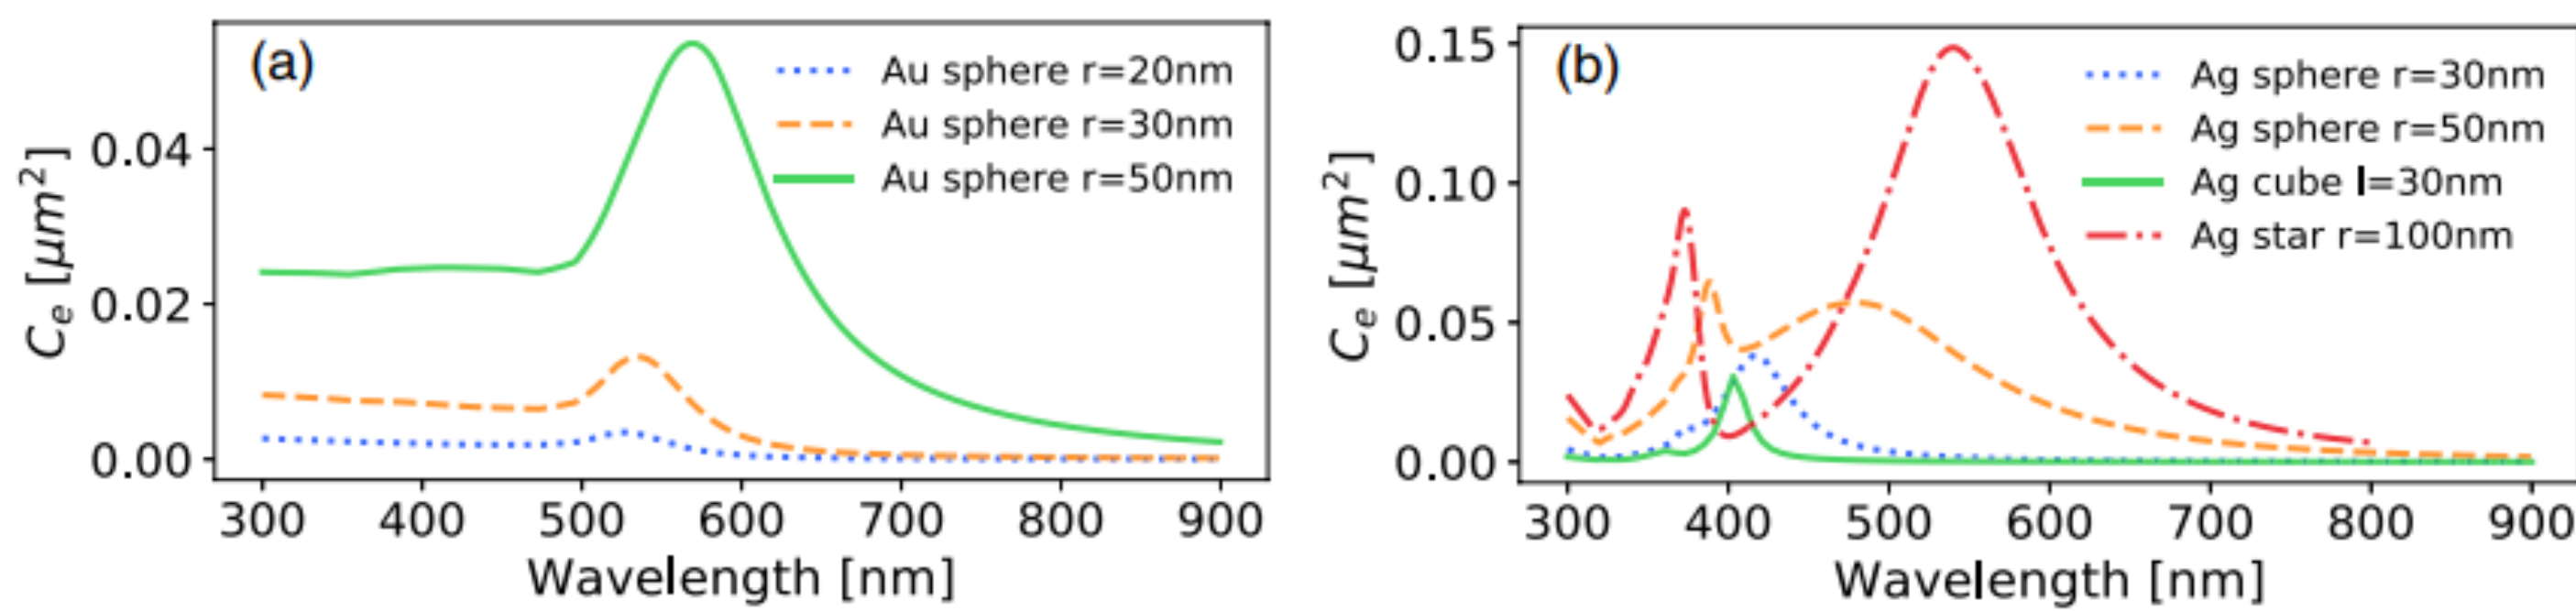 (a)
Au sphere r=20nm
Au sphere r=30nm
Au sphere r=50nm
0.04
0.02
0.00
C_e [μm²]
300 400 500 600 700 800 900
Wavelength [nm]
(b)
Ag sphere r=30nm
Ag sphere r=50nm
Ag cube l=30nm
Ag star r=100nm
0.15
0.10
0.05
0.00
C_e [μm²]
300 400 500 600 700 800 900
Wavelength [nm]